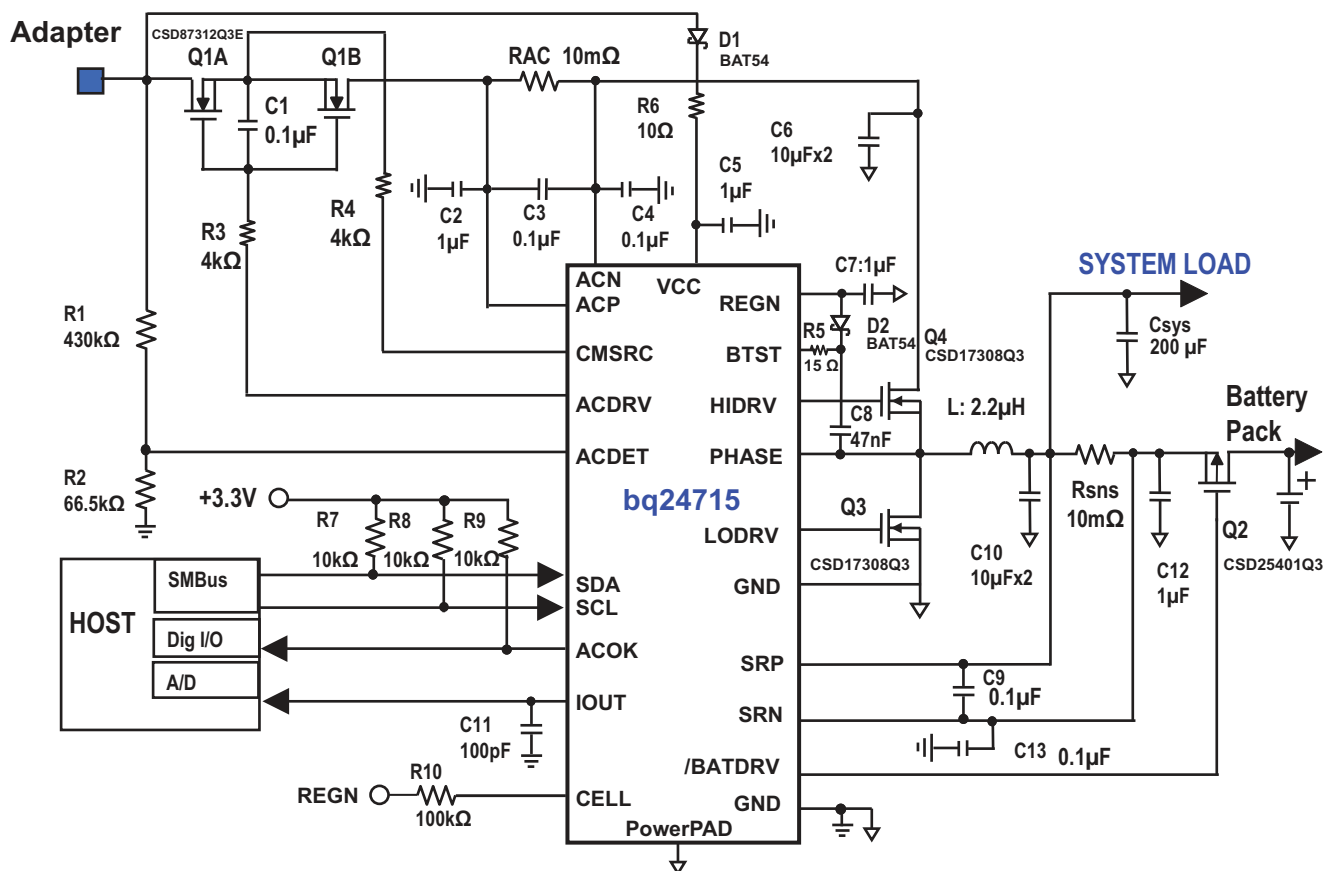 Adapter
CSD87312Q3E
Q1A
Q1B
RAC 10mΩ
D1
BAT54
C1
0.1µF
R6
10Ω
C6
10µFx2
C5
1µF
R3
4kΩ
R4
4kΩ
C2
1µF
C3
0.1µF
C4
0.1µF
R1
430kΩ
R2
66.5kΩ
ACN
ACP
CMSRC
ACDRV
ACDET
VCC
REGN
BTST
HIDRV
PHASE
bq24715
LODRV
GND
C7:1µF
D2
BAT54
R5
15 Ω
C8
47nF
Q4
CSD17308Q3
SYSTEM LOAD
Csys
200 µF
L: 2.2µH
Battery
Pack
+
Rsns
10mΩ
Q3
CSD17308Q3
C10
10µFx2
C12
1µF
Q2
CSD25401Q3
+3.3V
R7
10kΩ
R8
10kΩ
R9
10kΩ
HOST
SMBus
Dig I/O
A/D
SDA
SCL
ACOK
IOUT
CELL
SRP
SRN
/BATDRV
GND
PowerPAD
C9
0.1µF
C13 0.1µF
C11
100pF
REGN
R10
100kΩ